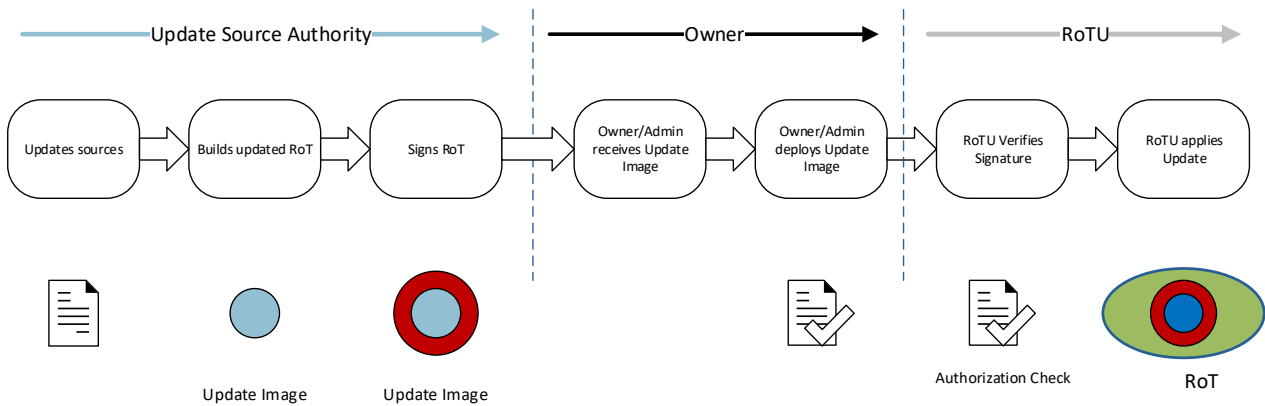 Update Source Authority
Owner
RoTU
Updates sources
Builds updated RoT
Signs RoT
Owner/Admin
receives Update
Image
Owner/Admin
deploys Update
Image
RoTU Verifies
Signature
RoTU applies
Update
Update Image
Update Image
Authorization Check
RoT